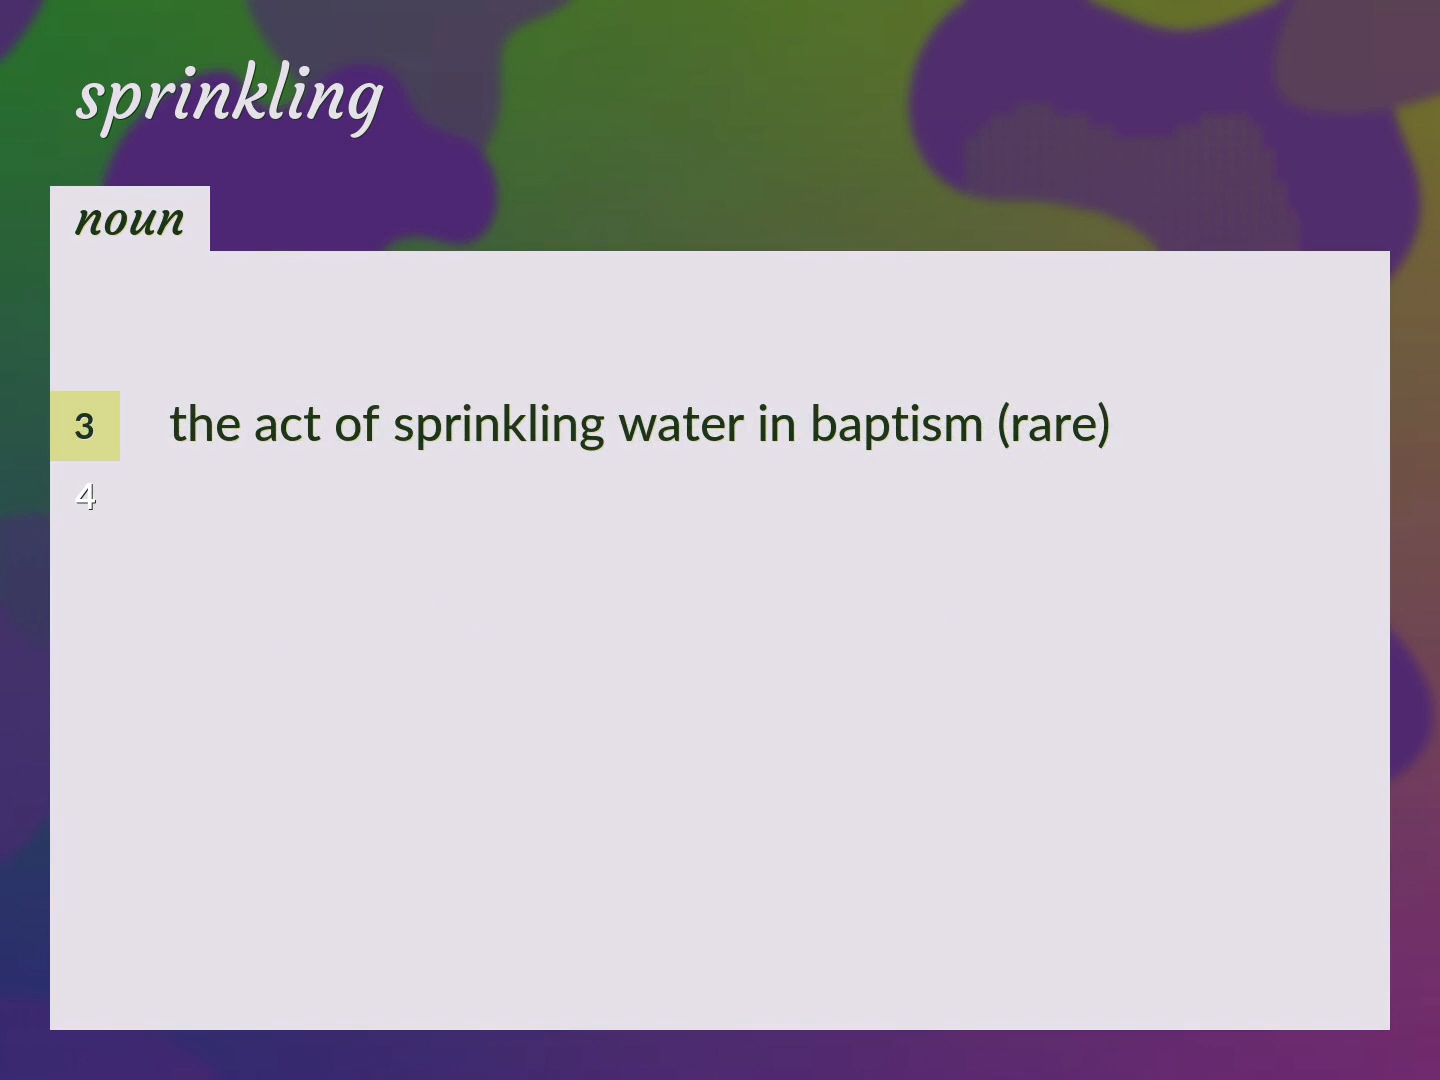 sprinkling
noun
3 the act of sprinkling water in baptism (rare)
4